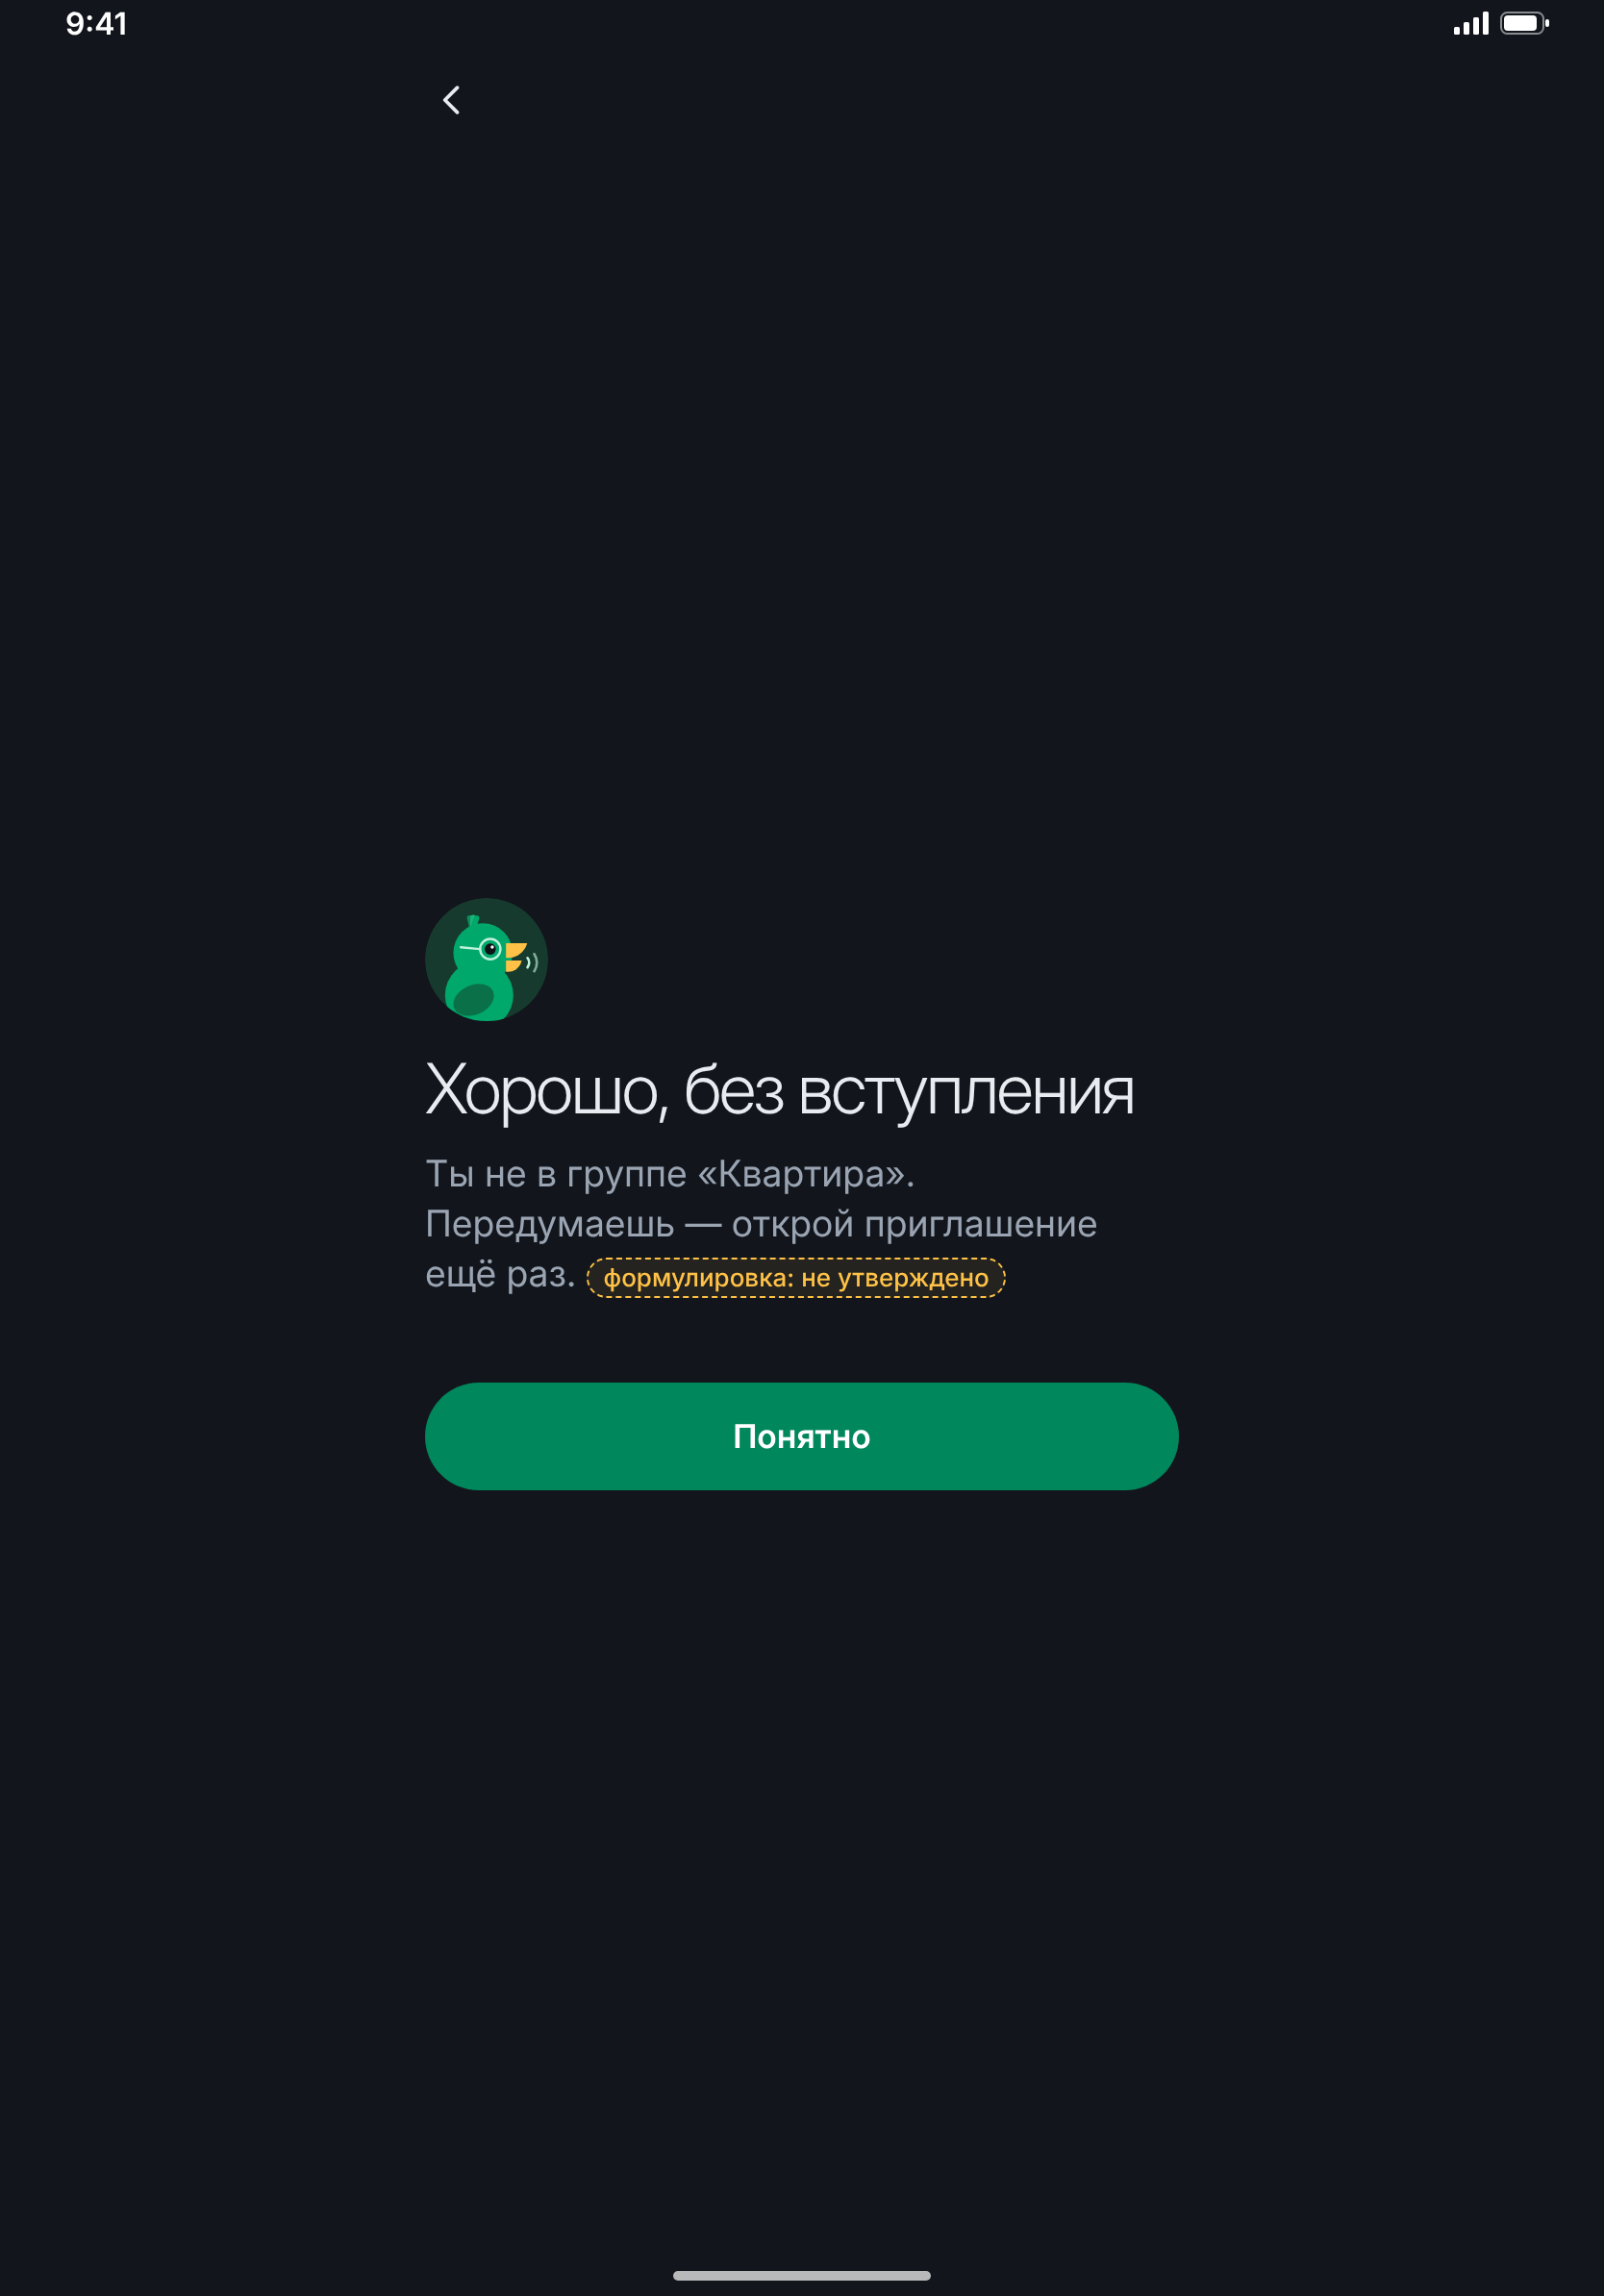 9:41
Хорошо, без вступления
Ты не в группе «Квартира».
Передумаешь — открой приглашение
ещё раз. формулировка: не утверждено
Понятно